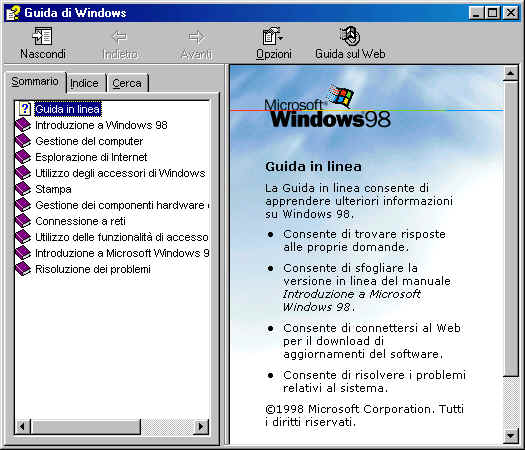 Guida di Windows
Nascondi Indietro Avanti Opzioni Guida sul Web
Sommario Indice Cerca
Guida in linea
Introduzione a Windows 98
Gestione del computer
Esplorazione di Internet
Utilizzo degli accessori di Windows
Stampa
Gestione dei componenti hardware
Connessione a reti
Utilizzo delle funzionalità di accesso
Introduzione a Microsoft Windows 9
Risoluzione dei problemi
Microsoft®
Windows98
Guida in linea
La Guida in linea consente di
apprendere ulteriori informazioni
su Windows 98.
• Consente di trovare risposte
alle proprie domande.
• Consente di sfogliare la
versione in linea del manuale
Introduzione a Microsoft
Windows 98.
• Consente di connettersi al Web
per il download di
aggiornamenti del software.
• Consente di risolvere i problemi
relativi al sistema.
©1998 Microsoft Corporation. Tutti
i diritti riservati.